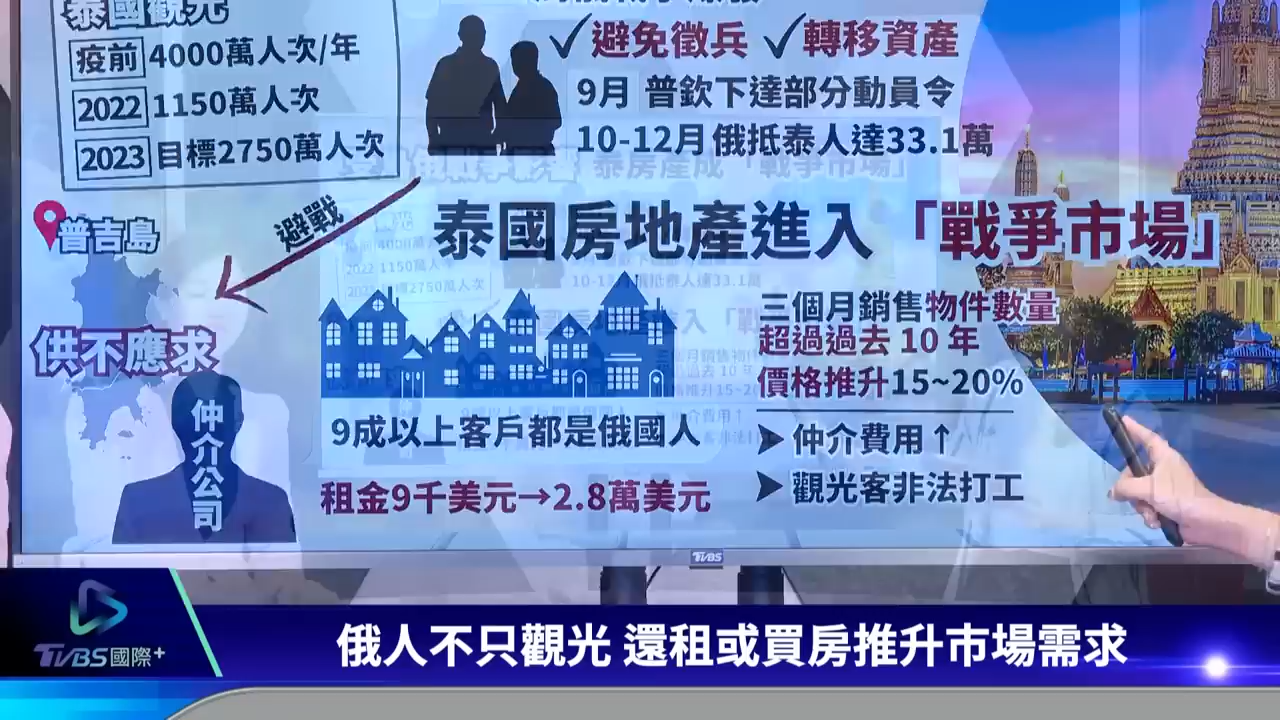 泰國觀光
疫前 4000萬人次/年
2022 1150萬人次
2023 目標2750萬人次
✓避免徵兵 ✓轉移資產
9月 普欽下達部分動員令
10-12月 俄抵泰人達33.1萬
避戰
普吉島
供不應求
仲介公司
泰國房地產進入「戰爭市場」
9成以上客戶都是俄國人
租金9千美元→2.8萬美元
三個月銷售物件數量
超過過去 10 年
價格推升15~20%
➤ 仲介費用↑
➤ 觀光客非法打工
TVBS
TVBS國際+
俄人不只觀光 還租或買房推升市場需求